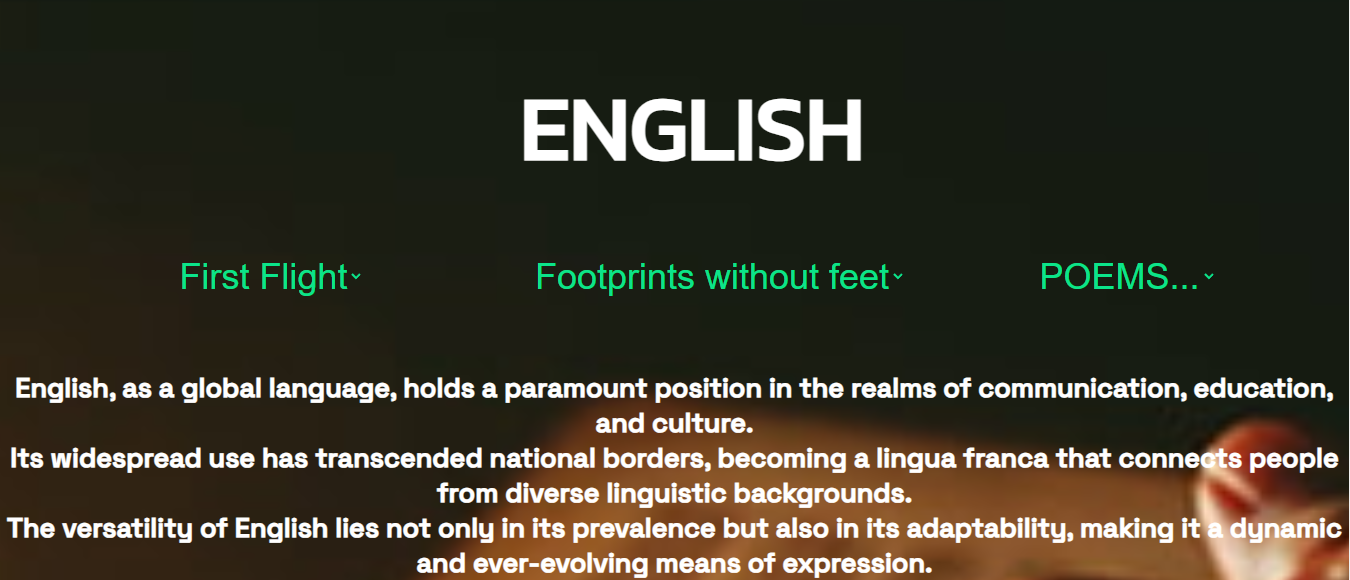 ENGLISH
First Flight Footprints without feet POEMS...
English, as a global language, holds a paramount position in the realms of communication, education,
and culture.
Its widespread use has transcended national borders, becoming a lingua franca that connects people
from diverse linguistic backgrounds.
The versatility of English lies not only in its prevalence but also in its adaptability, making it a dynamic
and ever-evolving means of expression.